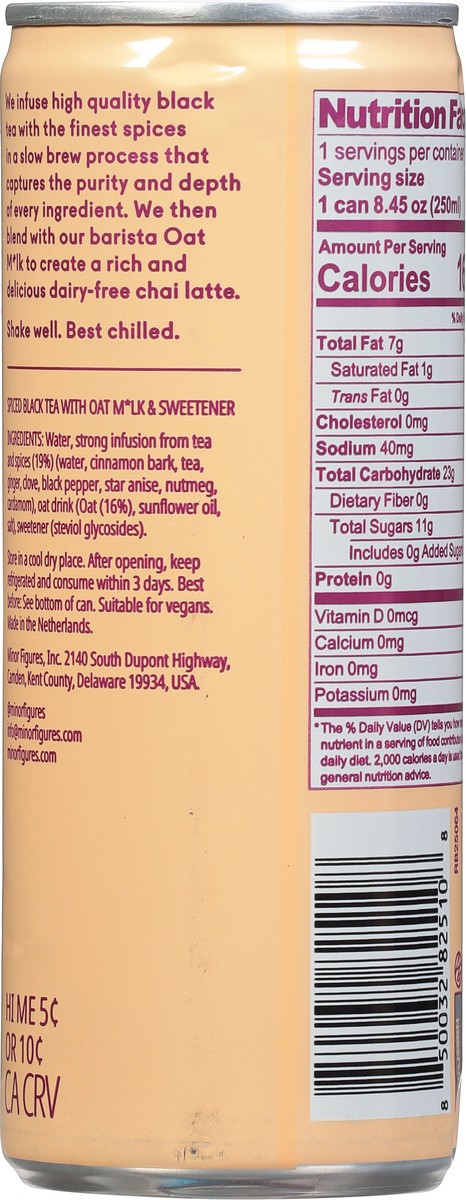 We infuse high quality black
tea with the finest spices
in a slow brew process that
captures the purity and depth
of every ingredient. We then
blend with our barista Oat
M*lk to create a rich and
delicious dairy-free chai latte.
Shake well. Best chilled.
SPICED BLACK TEA WITH OAT M*LK & SWEETENER
INGREDIENTS: Water, strong infusion from tea
and spices (19%) (water, cinnamon bark, tea,
ginger, clove, black pepper, star anise, nutmeg,
cardamom), oat drink (Oat (16%), sunflower oil,
salt), sweetener (steviol glycosides).
Store in a cool dry place. After opening, keep
refrigerated and consume within 3 days. Best
before: See bottom of can. Suitable for vegans.
Made in the Netherlands.
Minor Figures, Inc. 2140 South Dupont Highway,
Camden, Kent County, Delaware 19934, USA.
@minorfigures
info@minorfigures.com
minorfigures.com
HI ME 5¢
OR 10¢
CA CRV
Nutrition Fa
1 servings per container
Serving size
1 can 8.45 oz (250ml)
Amount Per Serving
Calories 1
% Daily
Total Fat 7g
Saturated Fat 1g
Trans Fat 0g
Cholesterol 0mg
Sodium 40mg
Total Carbohydrate 23g
Dietary Fiber 0g
Total Sugars 11g
Includes 0g Added Sugars
Protein 0g
Vitamin D 0mcg
Calcium 0mg
Iron 0mg
Potassium 0mg
*The % Daily Value (DV) tells you how
nutrient in a serving of food contributes
daily diet. 2,000 calories a day is used
general nutrition advice.
8 50032 82510 8
RB25064